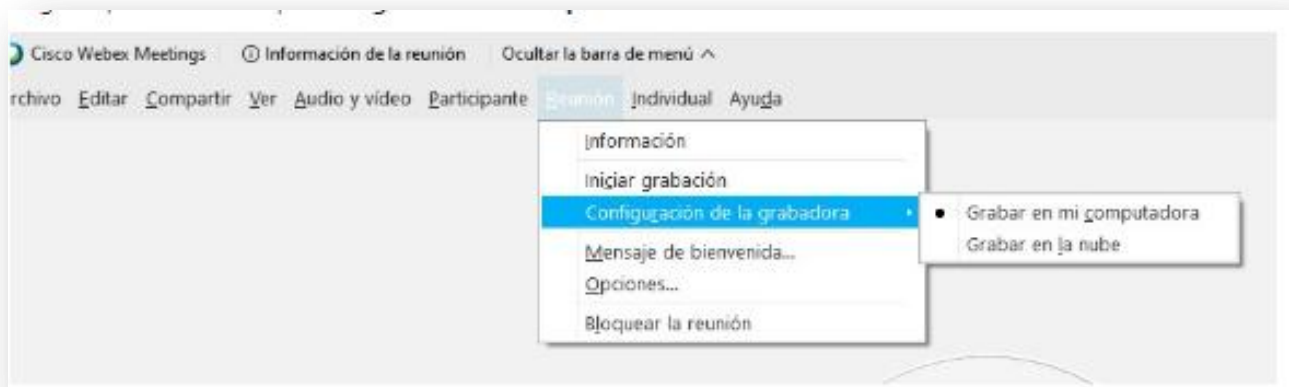 Cisco Webex Meetings Información de la reunión Ocultar la barra de menú
rchivo Editar Compartir Ver Audio y vídeo Participante Reunión Individual Ayuda
Información
Iniciar grabación
Configuración de la grabadora
Grabar en mi computadora
Grabar en la nube
Mensaje de bienvenida...
Opciones...
Bloquear la reunión